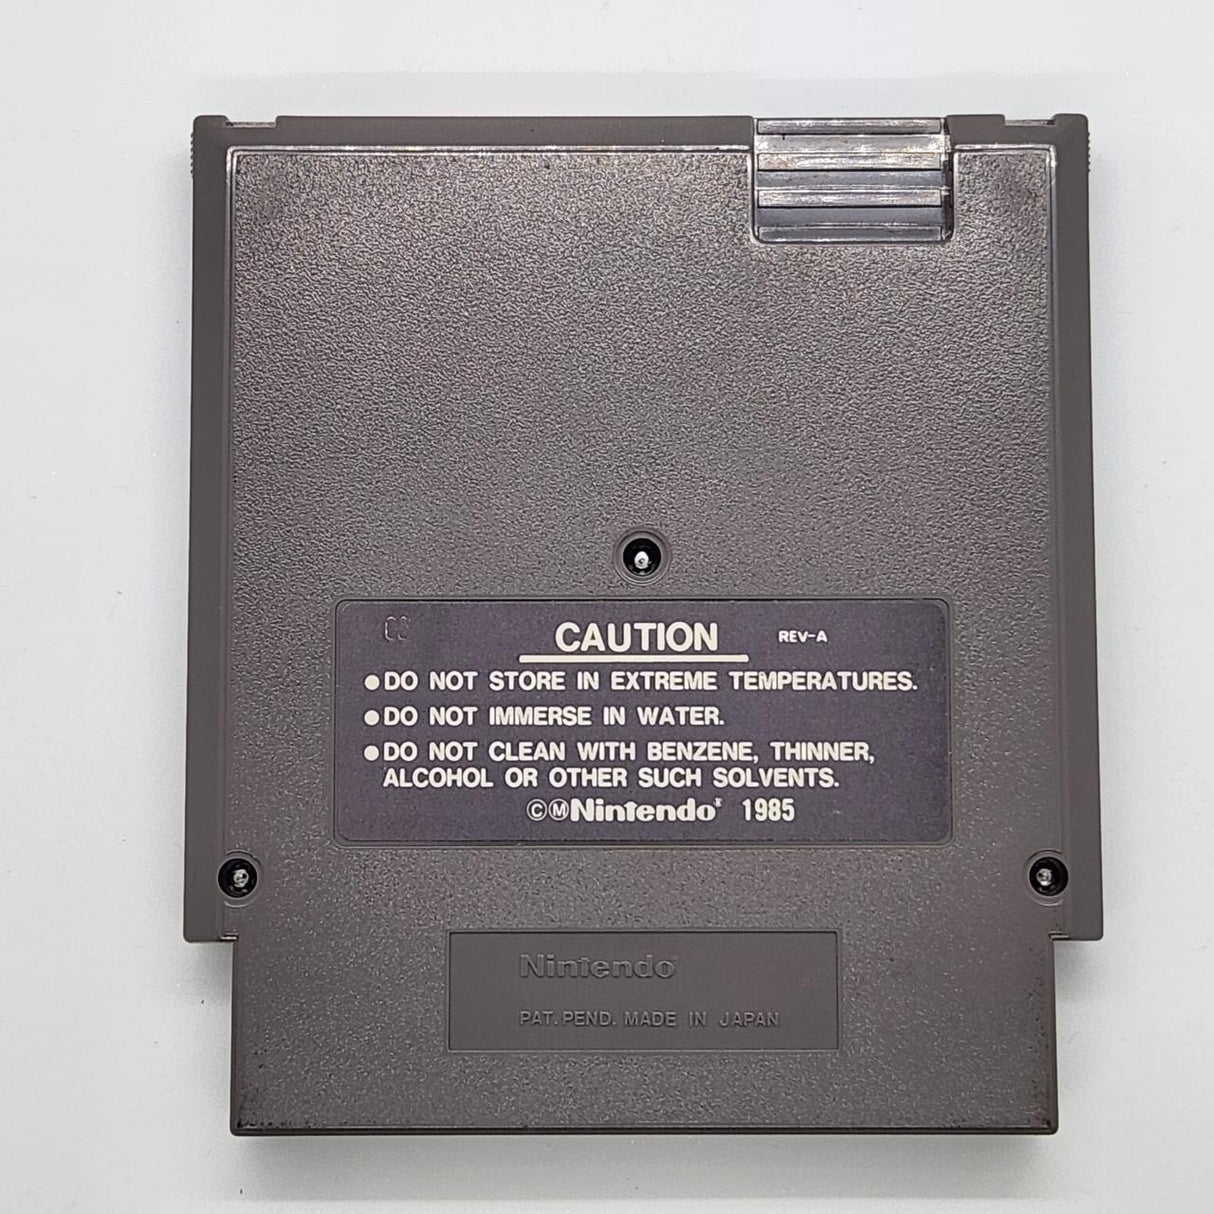 CAUTION REV-A
●DO NOT STORE IN EXTREME TEMPERATURES.
●DO NOT IMMERSE IN WATER.
●DO NOT CLEAN WITH BENZENE, THINNER,
ALCOHOL OR OTHER SUCH SOLVENTS.
©ⓂNintendo® 1985
Nintendo
PAT. PEND. MADE IN JAPAN